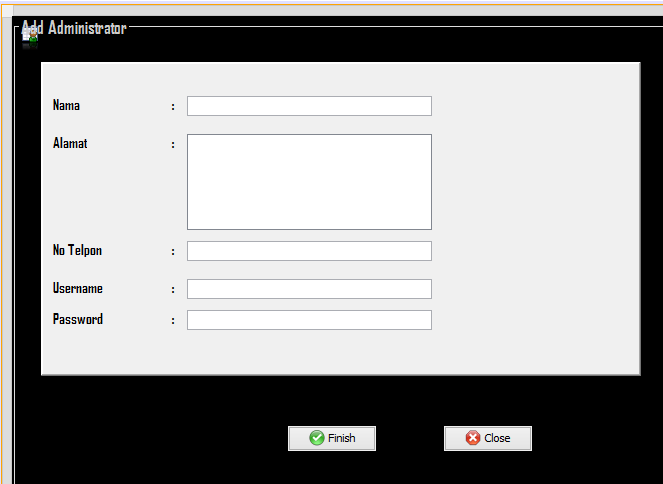 Add Administrator
Nama :
Alamat :
No Telpon :
Username :
Password :
Finish
Close